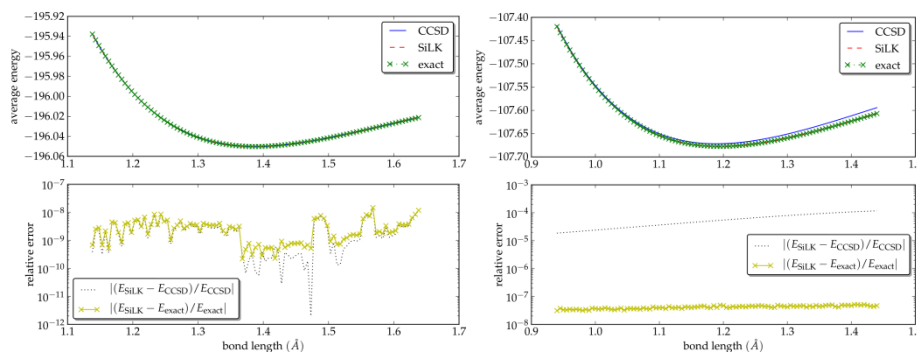 −195.92
−195.94
−195.96
−195.98
−196.00
−196.02
−196.04
−196.06
average energy
CCSD
SiLK
exact
1.1 1.2 1.3 1.4 1.5 1.6 1.7
10⁻⁷
10⁻⁸
10⁻⁹
10⁻¹⁰
10⁻¹¹
10⁻¹²
relative error
|(E_SiLK − E_CCSD)/E_CCSD|
|(E_SiLK − E_exact)/E_exact|
1.1 1.2 1.3 1.4 1.5 1.6 1.7
bond length (Å)
−107.40
−107.45
−107.50
−107.55
−107.60
−107.65
−107.70
average energy
CCSD
SiLK
exact
0.9 1.0 1.1 1.2 1.3 1.4
10⁻³
10⁻⁴
10⁻⁵
10⁻⁶
10⁻⁷
10⁻⁸
relative error
|(E_SiLK − E_CCSD)/E_CCSD|
|(E_SiLK − E_exact)/E_exact|
0.9 1.0 1.1 1.2 1.3 1.4
bond length (Å)